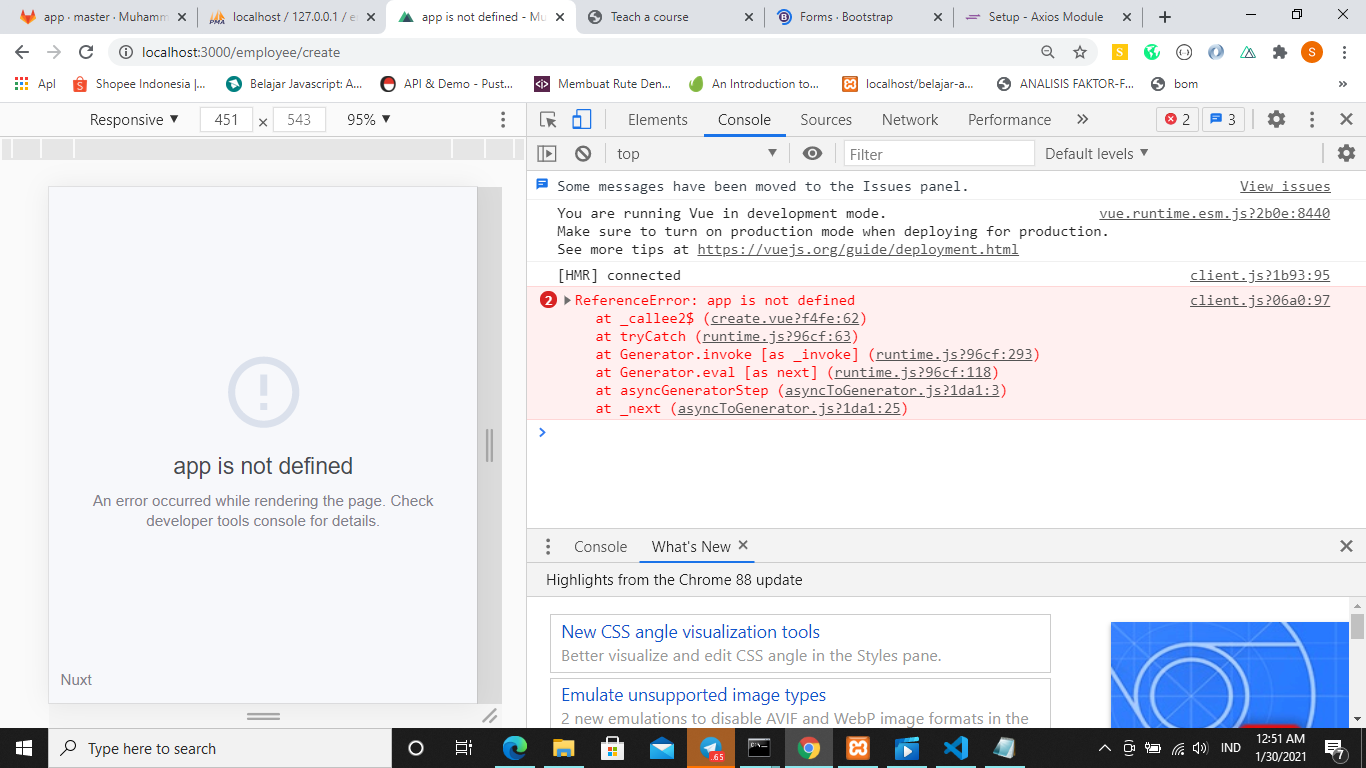 app · master · Muhamm
localhost / 127.0.0.1 / e
app is not defined - Mu
Teach a course
Forms · Bootstrap
Setup - Axios Module
localhost:3000/employee/create
S
S
Apl
Shopee Indonesia |...
Belajar Javascript: A...
API & Demo - Pust...
Membuat Rute Den...
An Introduction to...
localhost/belajar-a...
ANALISIS FAKTOR-F...
bom
»
Responsive
451
×
543
95%
Elements
Console
Sources
Network
Performance
»
2
3
top
Filter
Default levels
Some messages have been moved to the Issues panel.
View issues
You are running Vue in development mode.
vue.runtime.esm.js?2b0e:8440
Make sure to turn on production mode when deploying for production.
See more tips at https://vuejs.org/guide/deployment.html
[HMR] connected
client.js?1b93:95
2
ReferenceError: app is not defined
client.js?06a0:97
at _callee2$ (create.vue?f4fe:62)
at tryCatch (runtime.js?96cf:63)
at Generator.invoke [as _invoke] (runtime.js?96cf:293)
at Generator.eval [as next] (runtime.js?96cf:118)
at asyncGeneratorStep (asyncToGenerator.js?1da1:3)
at _next (asyncToGenerator.js?1da1:25)
app is not defined
An error occurred while rendering the page. Check
developer tools console for details.
Nuxt
Console
What's New
Highlights from the Chrome 88 update
New CSS angle visualization tools
Better visualize and edit CSS angle in the Styles pane.
Emulate unsupported image types
2 new emulations to disable AVIF and WebP image formats in the
Type here to search
.65
IND
12:51 AM
1/30/2021
7